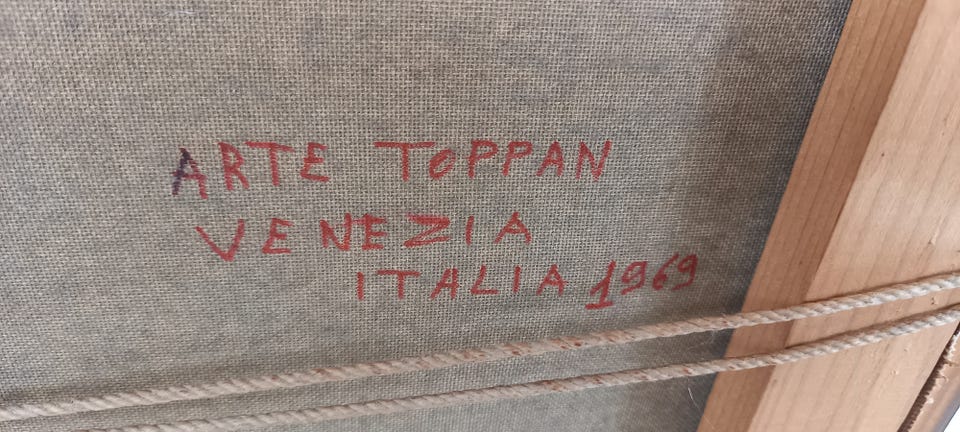 ARTE TOPPAN
VENEZIA
ITALIA 1969